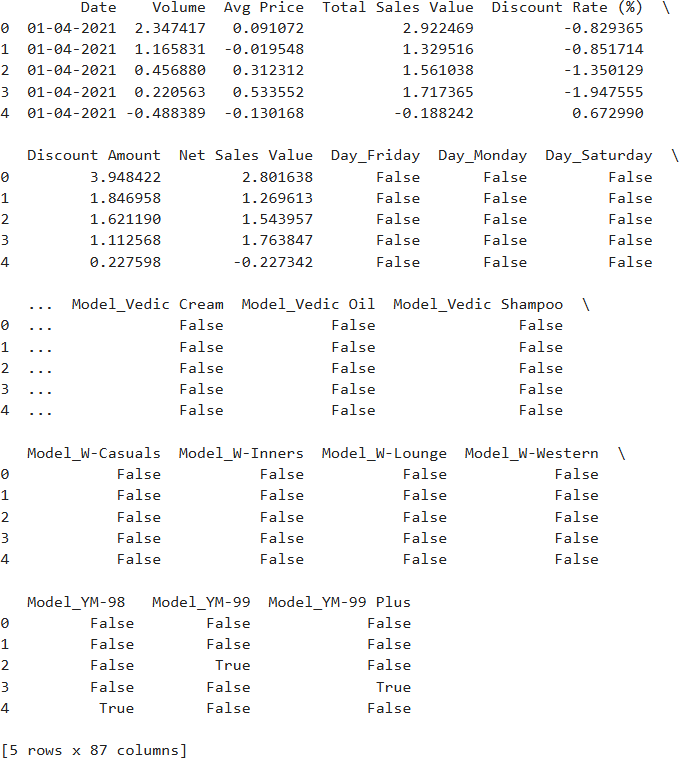 Date Volume Avg Price Total Sales Value Discount Rate (%) \
0 01-04-2021 2.347417 0.091072 2.922469 -0.829365
1 01-04-2021 1.165831 -0.019548 1.329516 -0.851714
2 01-04-2021 0.456880 0.312312 1.561038 -1.350129
3 01-04-2021 0.220563 0.533552 1.717365 -1.947555
4 01-04-2021 -0.488389 -0.130168 -0.188242 0.672990
Discount Amount Net Sales Value Day_Friday Day_Monday Day_Saturday \
0 3.948422 2.801638 False False False
1 1.846958 1.269613 False False False
2 1.621190 1.543957 False False False
3 1.112568 1.763847 False False False
4 0.227598 -0.227342 False False False
... Model_Vedic Cream Model_Vedic Oil Model_Vedic Shampoo \
0 ... False False False
1 ... False False False
2 ... False False False
3 ... False False False
4 ... False False False
Model_W-Casuals Model_W-Inners Model_W-Lounge Model_W-Western \
0 False False False False
1 False False False False
2 False False False False
3 False False False False
4 False False False False
Model_YM-98 Model_YM-99 Model_YM-99 Plus
0 False False False
1 False False False
2 False True False
3 False False True
4 True False False
[5 rows x 87 columns]